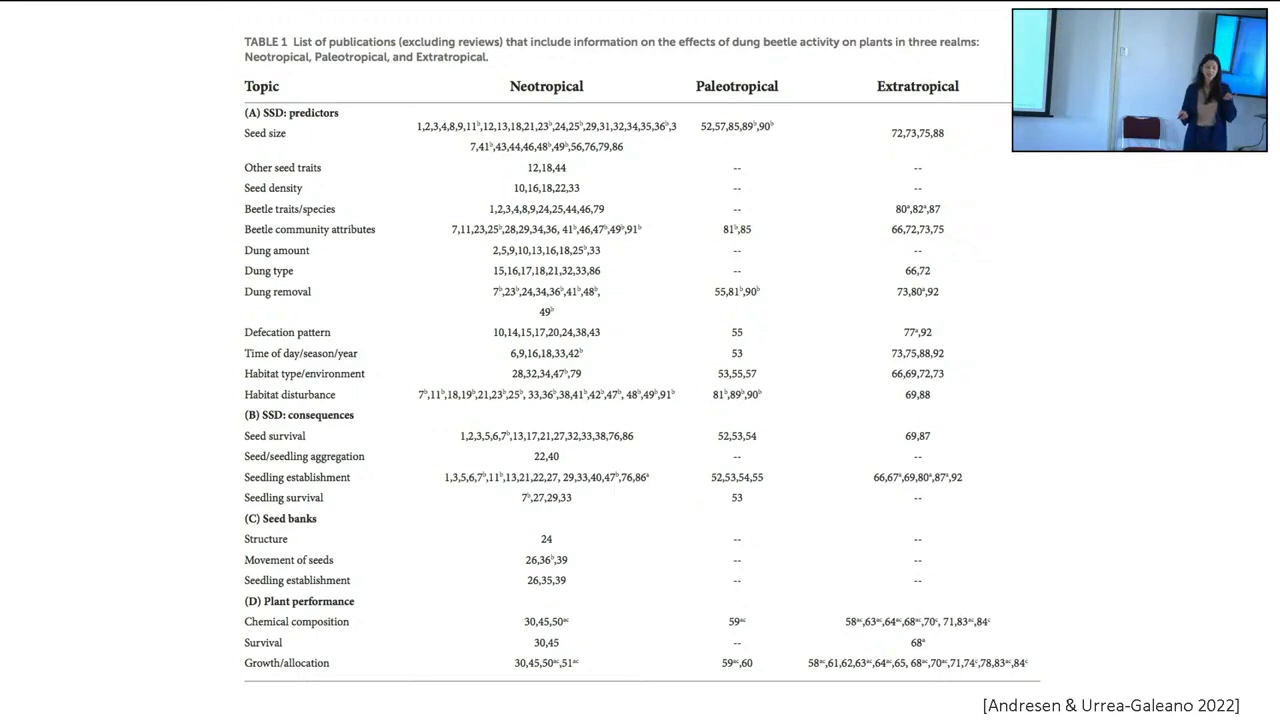 TABLE 1 List of publications (excluding reviews) that include information on the effects of dung beetle activity on plants in three realms:
Neotropical, Paleotropical, and Extratropical.
Topic Neotropical Paleotropical Extratropical
(A) SSD: predictors
Seed size 1,2,3,4,8,9,11ᵇ,12,13,18,21,23ᵇ,24,25ᵇ,29,31,32,34,35,36ᵇ,3 52,57,85,89ᵇ,90ᵇ 72,73,75,88
7,41ᵇ,43,44,46,48ᵇ,49ᵇ,56,76,79,86
Other seed traits 12,18,44 -- --
Seed density 10,16,18,22,33 -- --
Beetle traits/species 1,2,3,4,8,9,24,25,44,46,79 -- 80ᵃ,82ᵃ,87
Beetle community attributes 7,11,23,25ᵇ,28,29,34,36, 41ᵇ,46,47ᵇ,49ᵇ,91ᵇ 81ᵇ,85 66,72,73,75
Dung amount 2,5,9,10,13,16,18,25ᵇ,33 -- --
Dung type 15,16,17,18,21,32,33,86 -- 66,72
Dung removal 7ᵇ,23ᵇ,24,34,36ᵇ,41ᵇ,48ᵇ, 55,81ᵇ,90ᵇ 73,80ᵃ,92
49ᵇ
Defecation pattern 10,14,15,17,20,24,38,43 55 77ᵃ,92
Time of day/season/year 6,9,16,18,33,42ᵇ 53 73,75,88,92
Habitat type/environment 28,32,34,47ᵇ,79 53,55,57 66,69,72,73
Habitat disturbance 7ᵇ,11ᵇ,18,19ᵇ,21,23ᵇ,25ᵇ, 33,36ᵇ,38,41ᵇ,42ᵇ,47ᵇ, 48ᵇ,49ᵇ,91ᵇ 81ᵇ,89ᵇ,90ᵇ 69,88
(B) SSD: consequences
Seed survival 1,2,3,5,6,7ᵇ,13,17,21,27,32,33,38,76,86 52,53,54 69,87
Seed/seedling aggregation 22,40 -- --
Seedling establishment 1,3,5,6,7ᵇ,11ᵇ,13,21,22,27, 29,33,40,47ᵇ,76,86ᵃ 52,53,54,55 66,67ᵃ,69,80ᵃ,87ᵃ,92
Seedling survival 7ᵇ,27,29,33 53 --
(C) Seed banks
Structure 24 -- --
Movement of seeds 26,36ᵇ,39 -- --
Seedling establishment 26,35,39 -- --
(D) Plant performance
Chemical composition 30,45,50ᵃᶜ 59ᵃᶜ 58ᵃᶜ,63ᵃᶜ,64ᵃᶜ,68ᵃᶜ,70ᶜ, 71,83ᵃᶜ,84ᶜ
Survival 30,45 -- 68ᵃ
Growth/allocation 30,45,50ᵃᶜ,51ᵃᶜ 59ᵃᶜ,60 58ᵃᶜ,61,62,63ᵃᶜ,64ᵃᶜ,65, 68ᵃᶜ,70ᵃᶜ,71,74ᶜ,78,83ᵃᶜ,84ᶜ
[Andresen & Urrea-Galeano 2022]